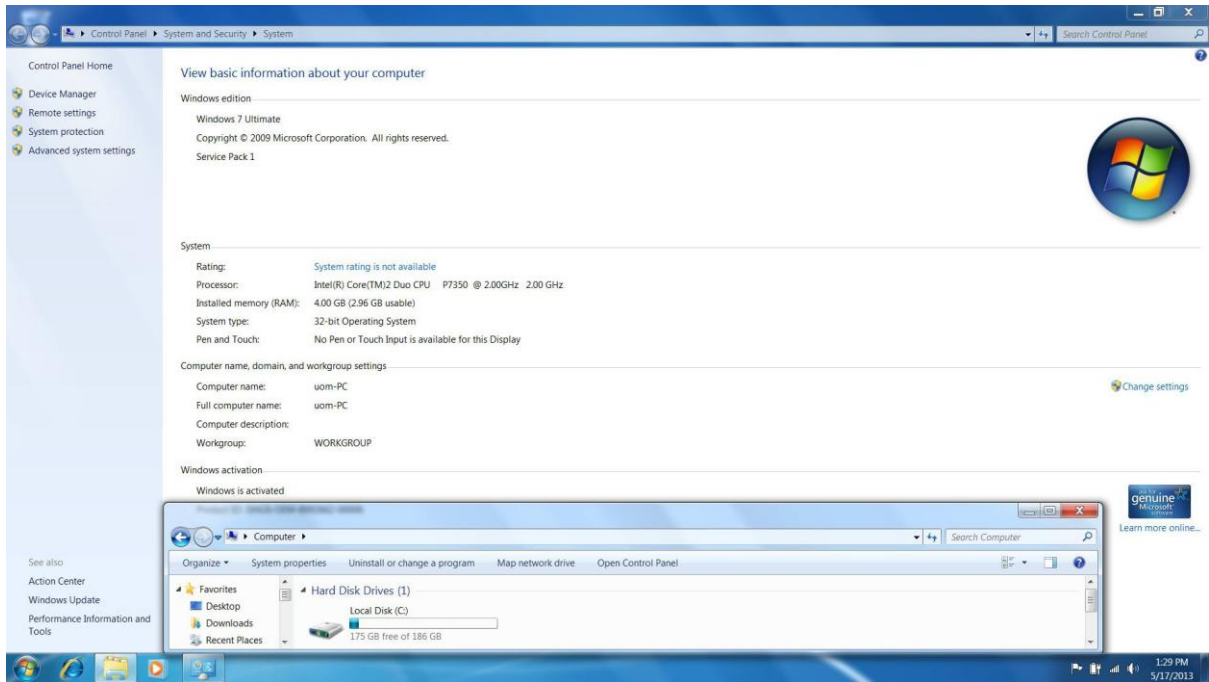 Control Panel ▸ System and Security ▸ System
Search Control Panel
Control Panel Home
Device Manager
Remote settings
System protection
Advanced system settings
View basic information about your computer
Windows edition
Windows 7 Ultimate
Copyright © 2009 Microsoft Corporation. All rights reserved.
Service Pack 1
System
Rating: System rating is not available
Processor: Intel(R) Core(TM)2 Duo CPU P7350 @ 2.00GHz 2.00 GHz
Installed memory (RAM): 4.00 GB (2.96 GB usable)
System type: 32-bit Operating System
Pen and Touch: No Pen or Touch Input is available for this Display
Computer name, domain, and workgroup settings
Computer name: uom-PC
Change settings
Full computer name: uom-PC
Computer description:
Workgroup: WORKGROUP
Windows activation
Windows is activated
genuine
Microsoft
software
Learn more online...
Computer ▸
Search Computer
Organize
System properties
Uninstall or change a program
Map network drive
Open Control Panel
Favorites
Desktop
Downloads
Recent Places
Hard Disk Drives (1)
Local Disk (C:)
175 GB free of 186 GB
See also
Action Center
Windows Update
Performance Information and
Tools
1:29 PM
5/17/2013